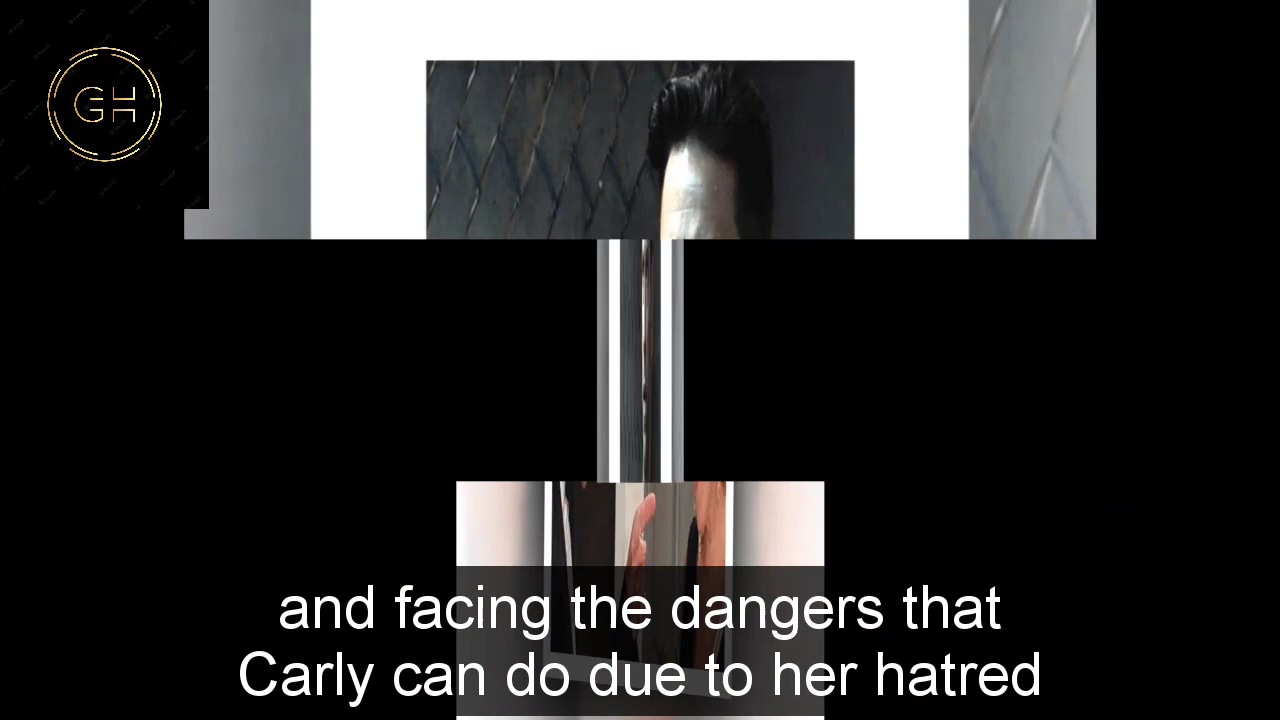 GH
and facing the dangers that
Carly can do due to her hatred